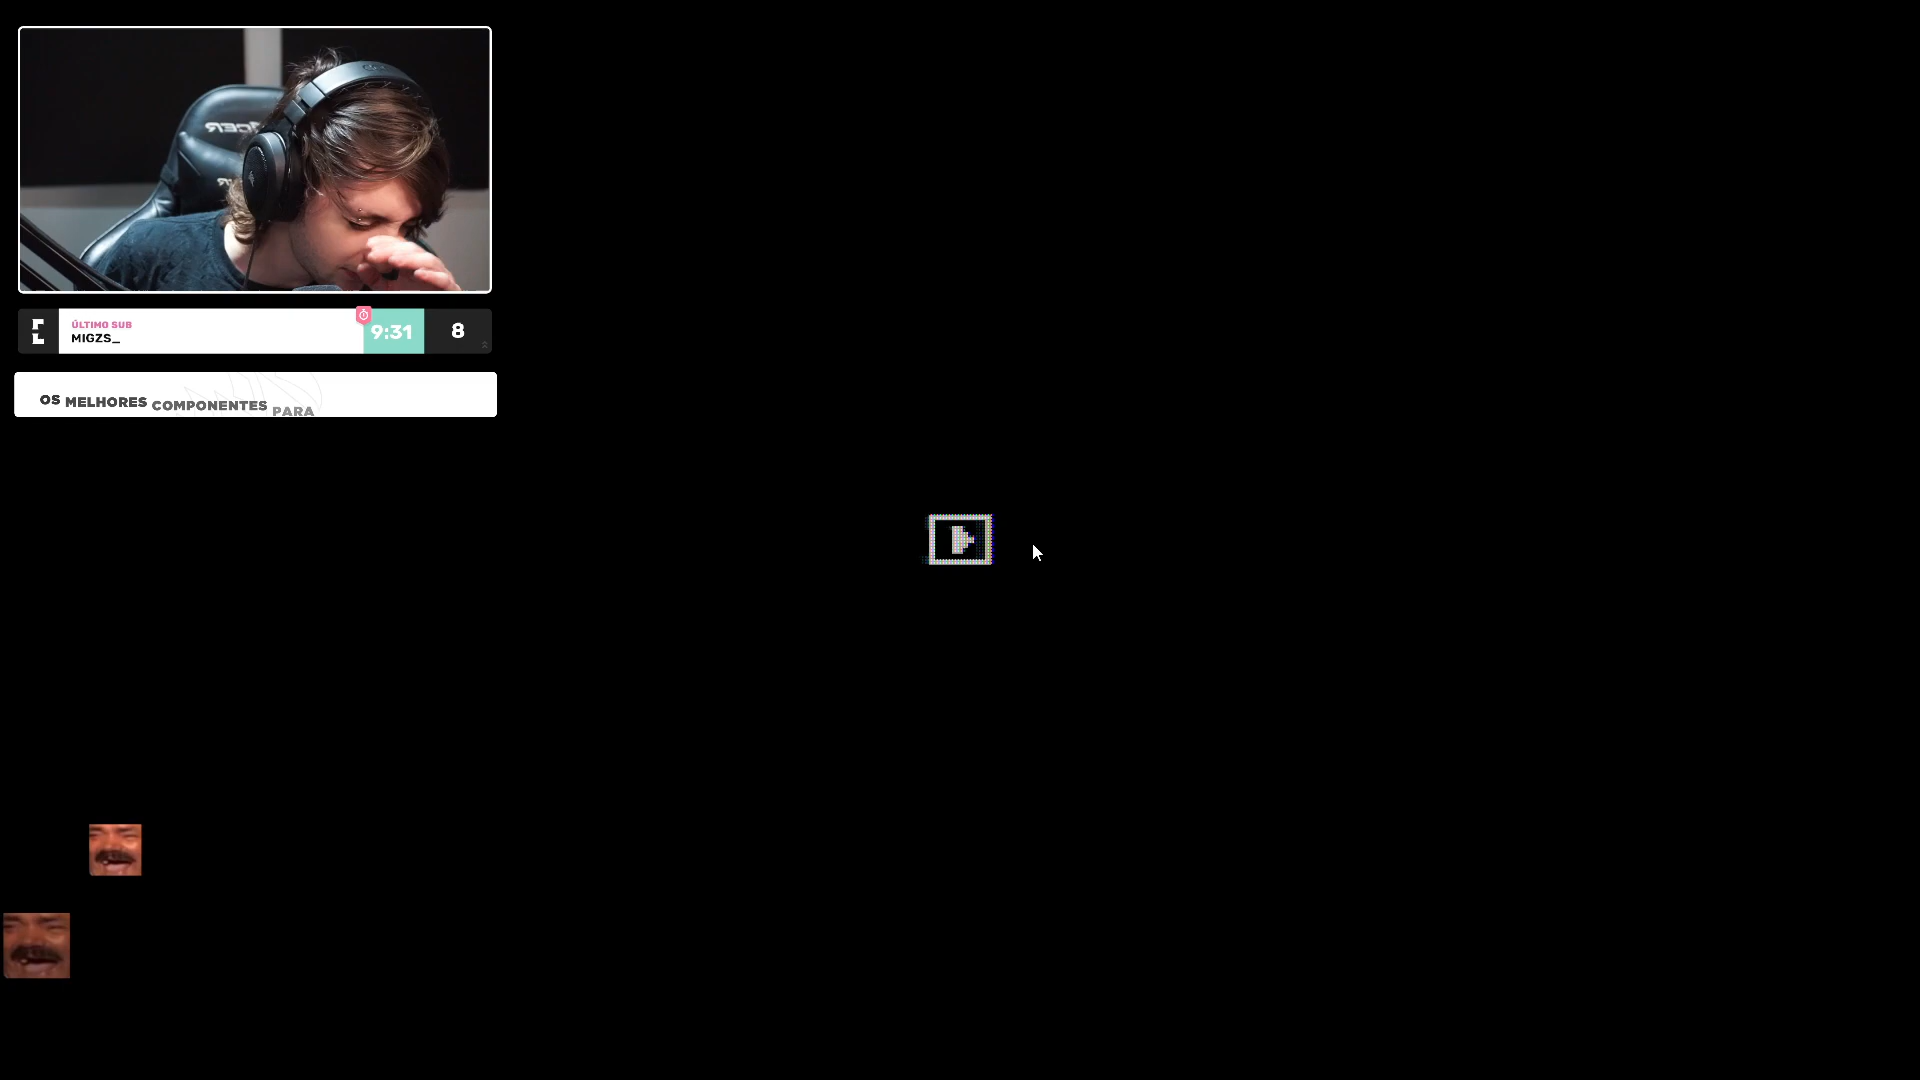 ÚLTIMO SUB
MIGZS_
9:31
8
OS MELHORES COMPONENTES PARA